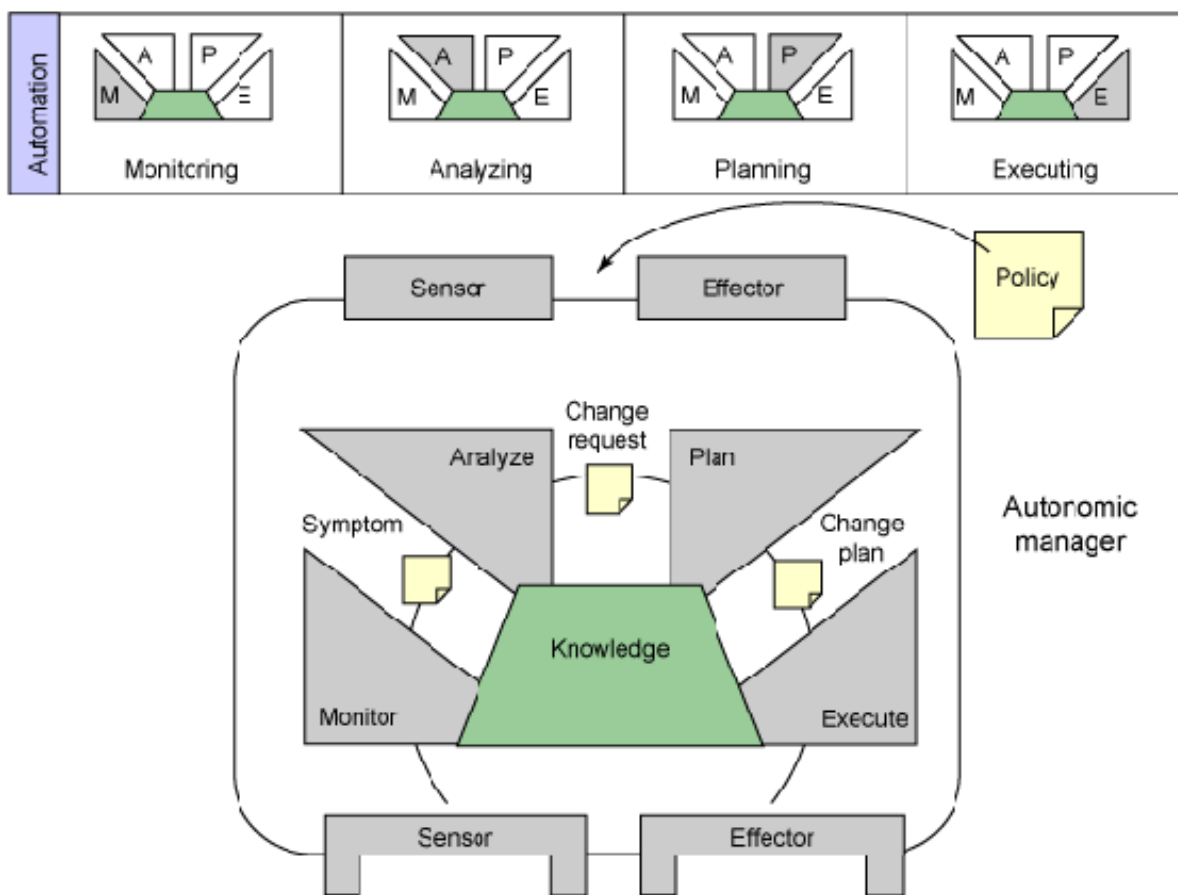 Automation
A P
M E
Monitoring
A P
M E
Analyzing
A P
M E
Planning
A P
M E
Executing
Policy
Sensor
Effector
Change
request
Analyze
Plan
Symptom
Change
plan
Autonomic
manager
Knowledge
Monitor
Execute
Sensor
Effector